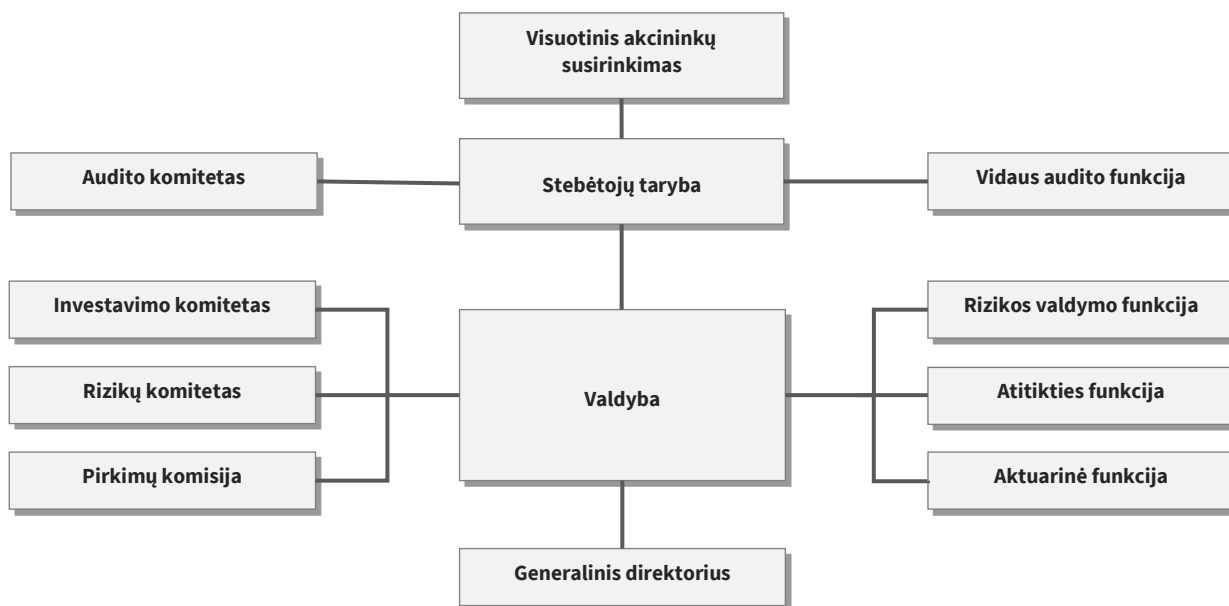 Visuotinis akcininkų
susirinkimas
Audito komitetas
Stebėtojų taryba
Vidaus audito funkcija
Investavimo komitetas
Rizikos valdymo funkcija
Rizikų komitetas
Valdyba
Atitikties funkcija
Pirkimų komisija
Aktuarinė funkcija
Generalinis direktorius